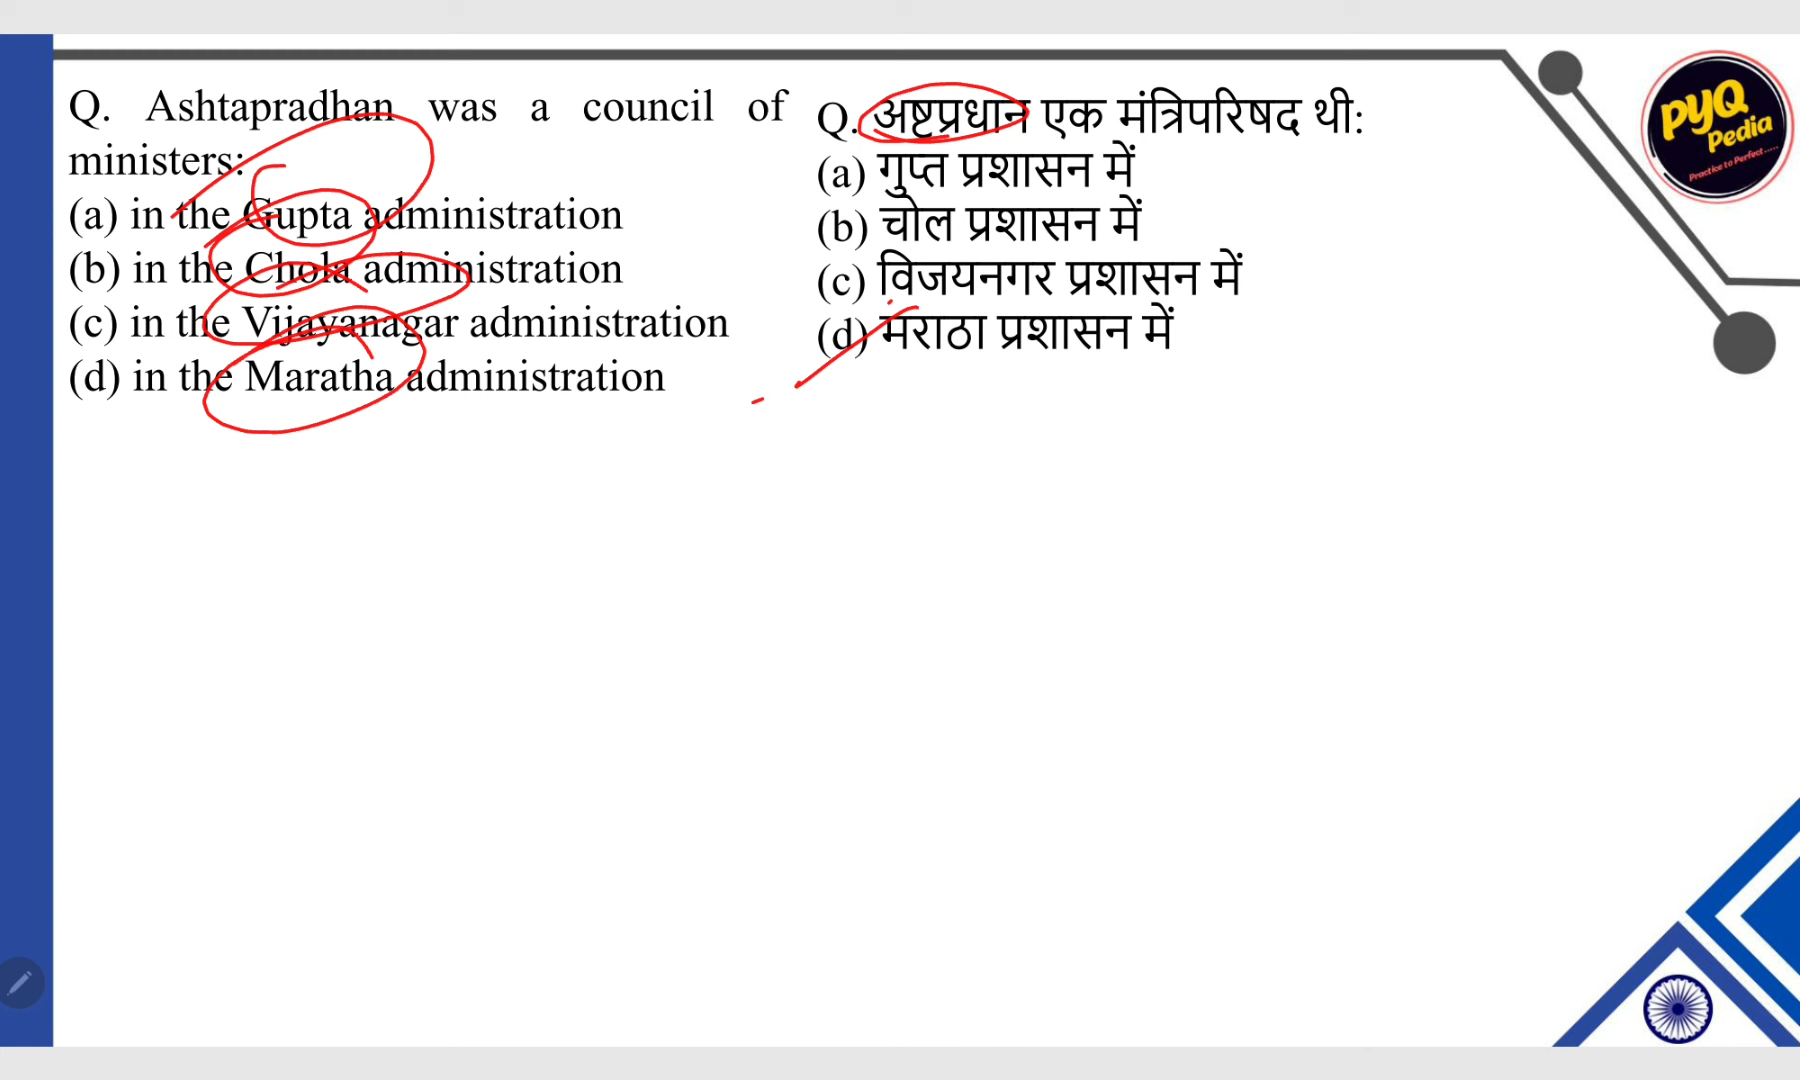 Q. Ashtapradhan was a council of
ministers:
(a) in the Gupta administration
(b) in the Chola administration
(c) in the Vijayanagar administration
(d) in the Maratha administration
Q. अष्टप्रधान एक मंत्रिपरिषद थी:
(a) गुप्त प्रशासन में
(b) चोल प्रशासन में
(c) विजयनगर प्रशासन में
(d) मराठा प्रशासन में
PYQ
Pedia
Practice to Perfect.....